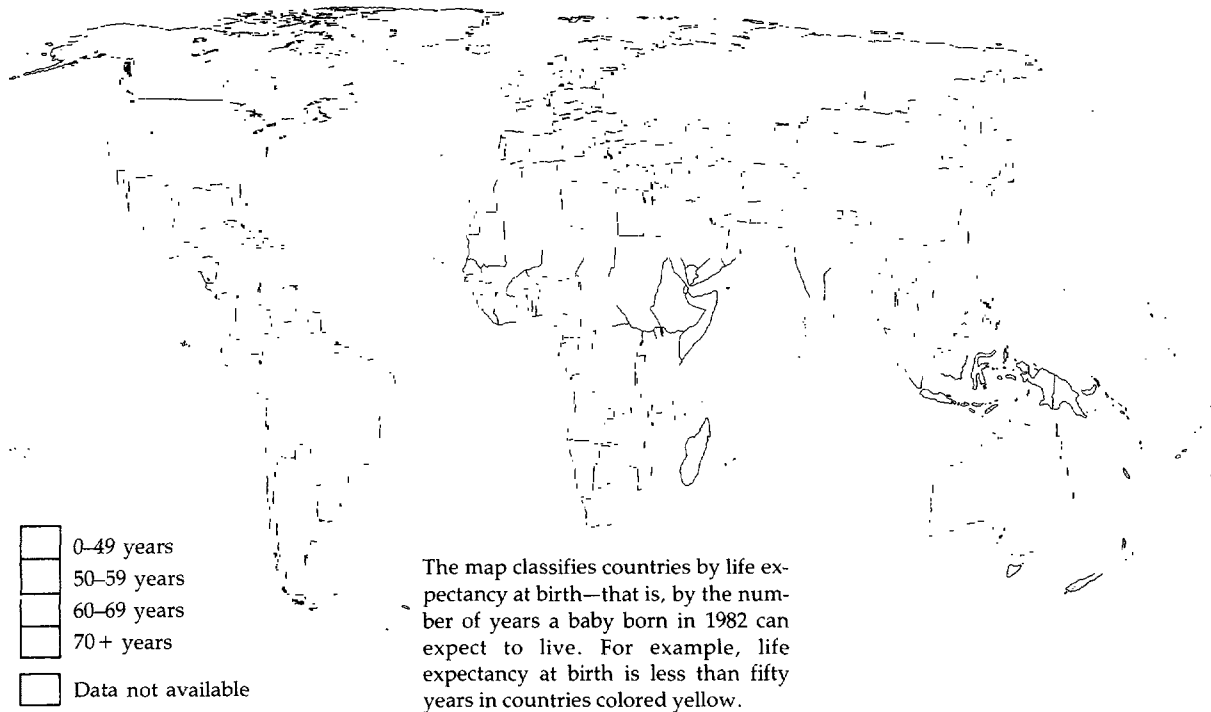 0–49 years
50–59 years
60–69 years
70+ years
Data not available
The map classifies countries by life ex-
pectancy at birth—that is, by the num-
ber of years a baby born in 1982 can
expect to live. For example, life
expectancy at birth is less than fifty
years in countries colored yellow.